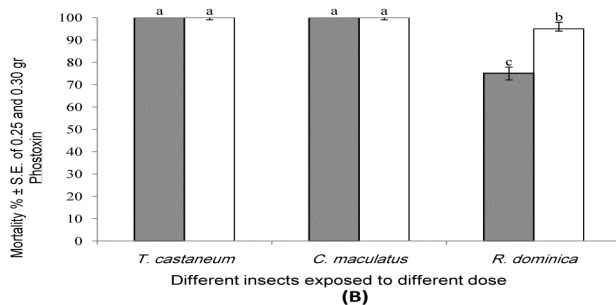 Mortality % ± S.E. of 0.25 and 0.30 gr
Phostoxin
100
90
80
70
60
50
40
30
20
10
0
a a a a c b
T. castaneum C. maculatus R. dominica
Different insects exposed to different dose
(B)